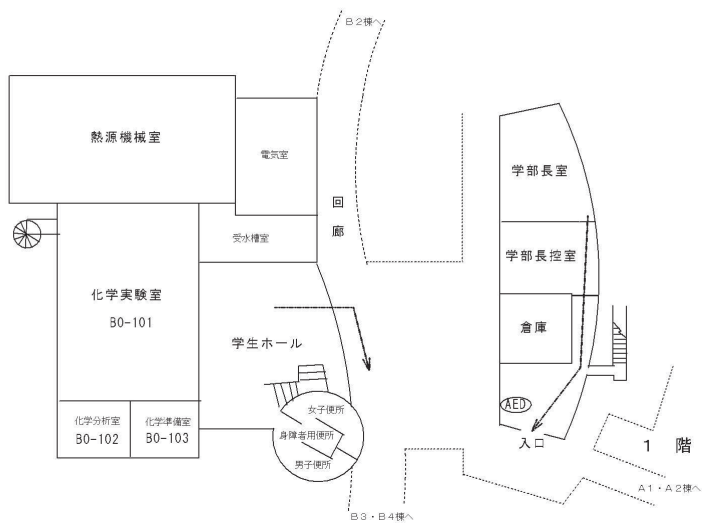 B2棟へ
熱源機械室
電気室
学部長室
回
廊
受水槽室
学部長控室
化学実験室
B0-101
倉庫
学生ホール
AED
女子便所
化学分析室
B0-102
化学準備室
B0-103
身障者用便所
入口
1 階
男子便所
A1・A2棟へ
B3・B4棟へ